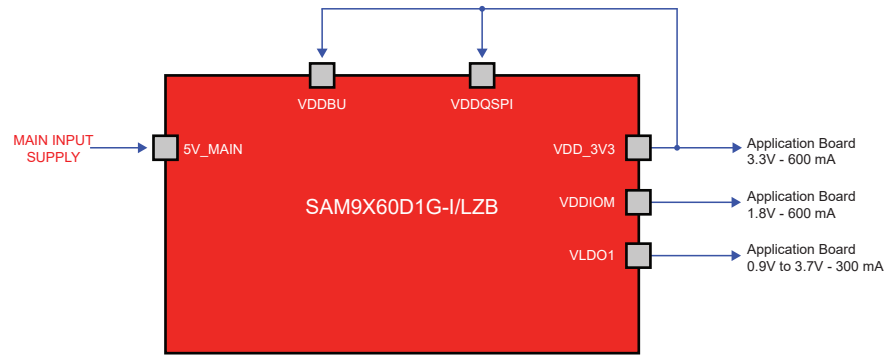 VDDBU
VDDQSPI
MAIN INPUT
SUPPLY
5V_MAIN
VDD_3V3
Application Board
3.3V - 600 mA
SAM9X60D1G-I/LZB
VDDIOM
Application Board
1.8V - 600 mA
VLDO1
Application Board
0.9V to 3.7V - 300 mA